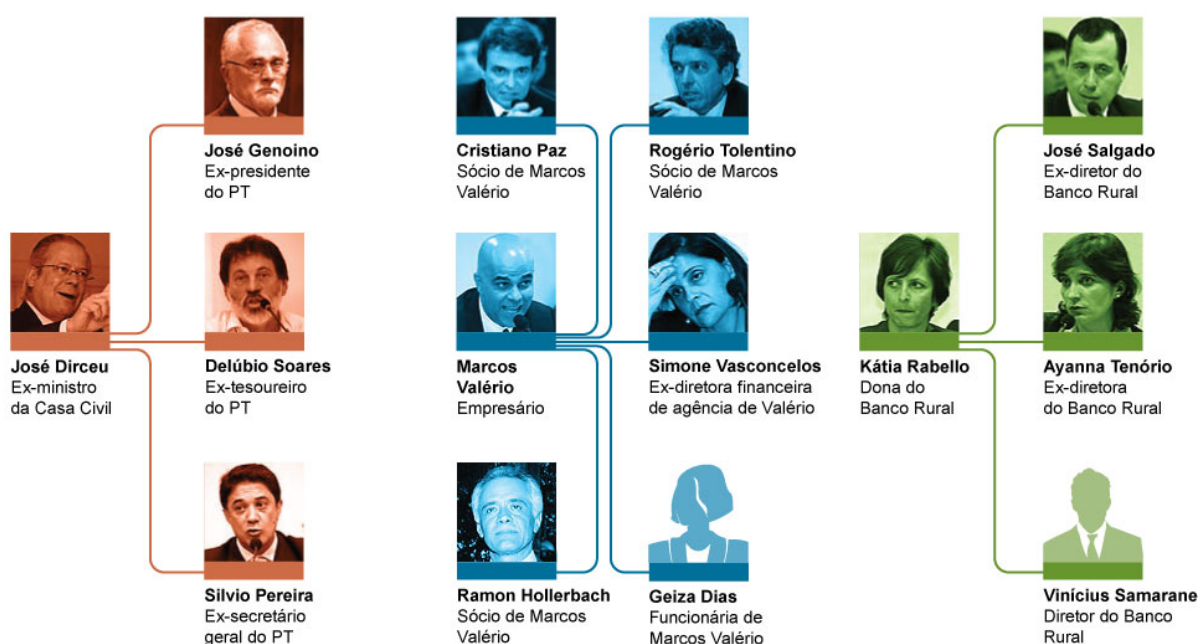 José Genoino
Ex-presidente
do PT
Cristiano Paz
Sócio de Marcos
Valério
Rogério Tolentino
Sócio de Marcos
Valério
José Salgado
Ex-diretor do
Banco Rural
José Dirceu
Ex-ministro
da Casa Civil
Delúbio Soares
Ex-tesoureiro
do PT
Marcos
Valério
Empresário
Simone Vasconcelos
Ex-diretora financeira
de agência de Valério
Kátia Rabello
Dona do
Banco Rural
Ayanna Tenório
Ex-diretora
do Banco Rural
Silvio Pereira
Ex-secretário
geral do PT
Ramon Hollerbach
Sócio de Marcos
Valério
Geiza Dias
Funcionária de
Marcos Valério
Vinícius Samarane
Diretor do Banco
Rural